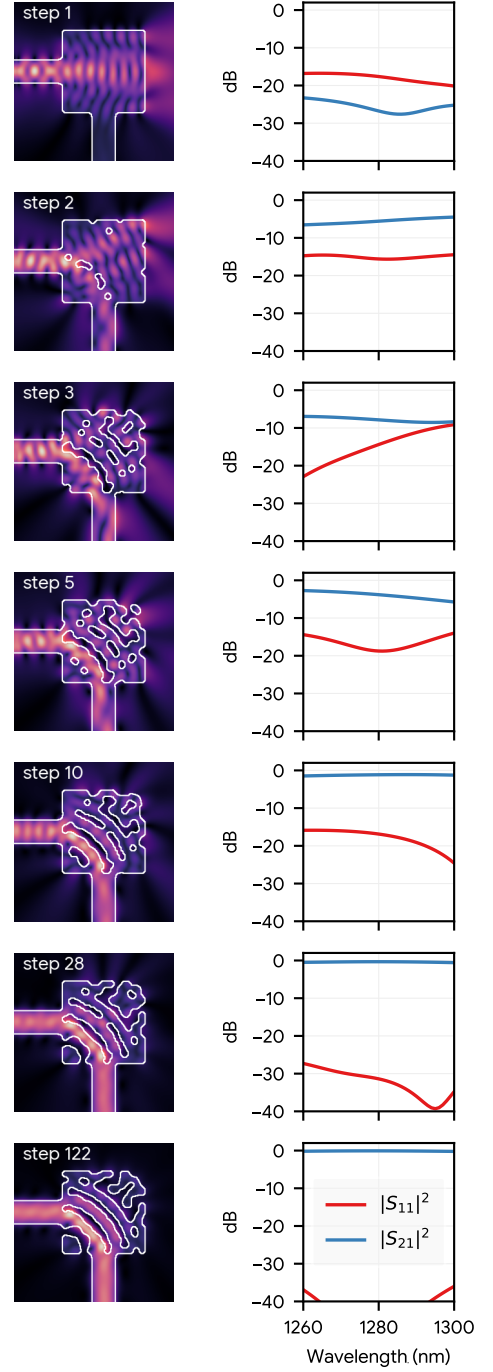 step 1
0
−10
−20
−30
−40
dB
step 2
0
−10
−20
−30
−40
dB
step 3
0
−10
−20
−30
−40
dB
step 5
0
−10
−20
−30
−40
dB
step 10
0
−10
−20
−30
−40
dB
step 28
0
−10
−20
−30
−40
dB
step 122
0
−10
−20
−30
−40
dB
|S₁₁|²
|S₂₁|²
1260 1280 1300
Wavelength (nm)